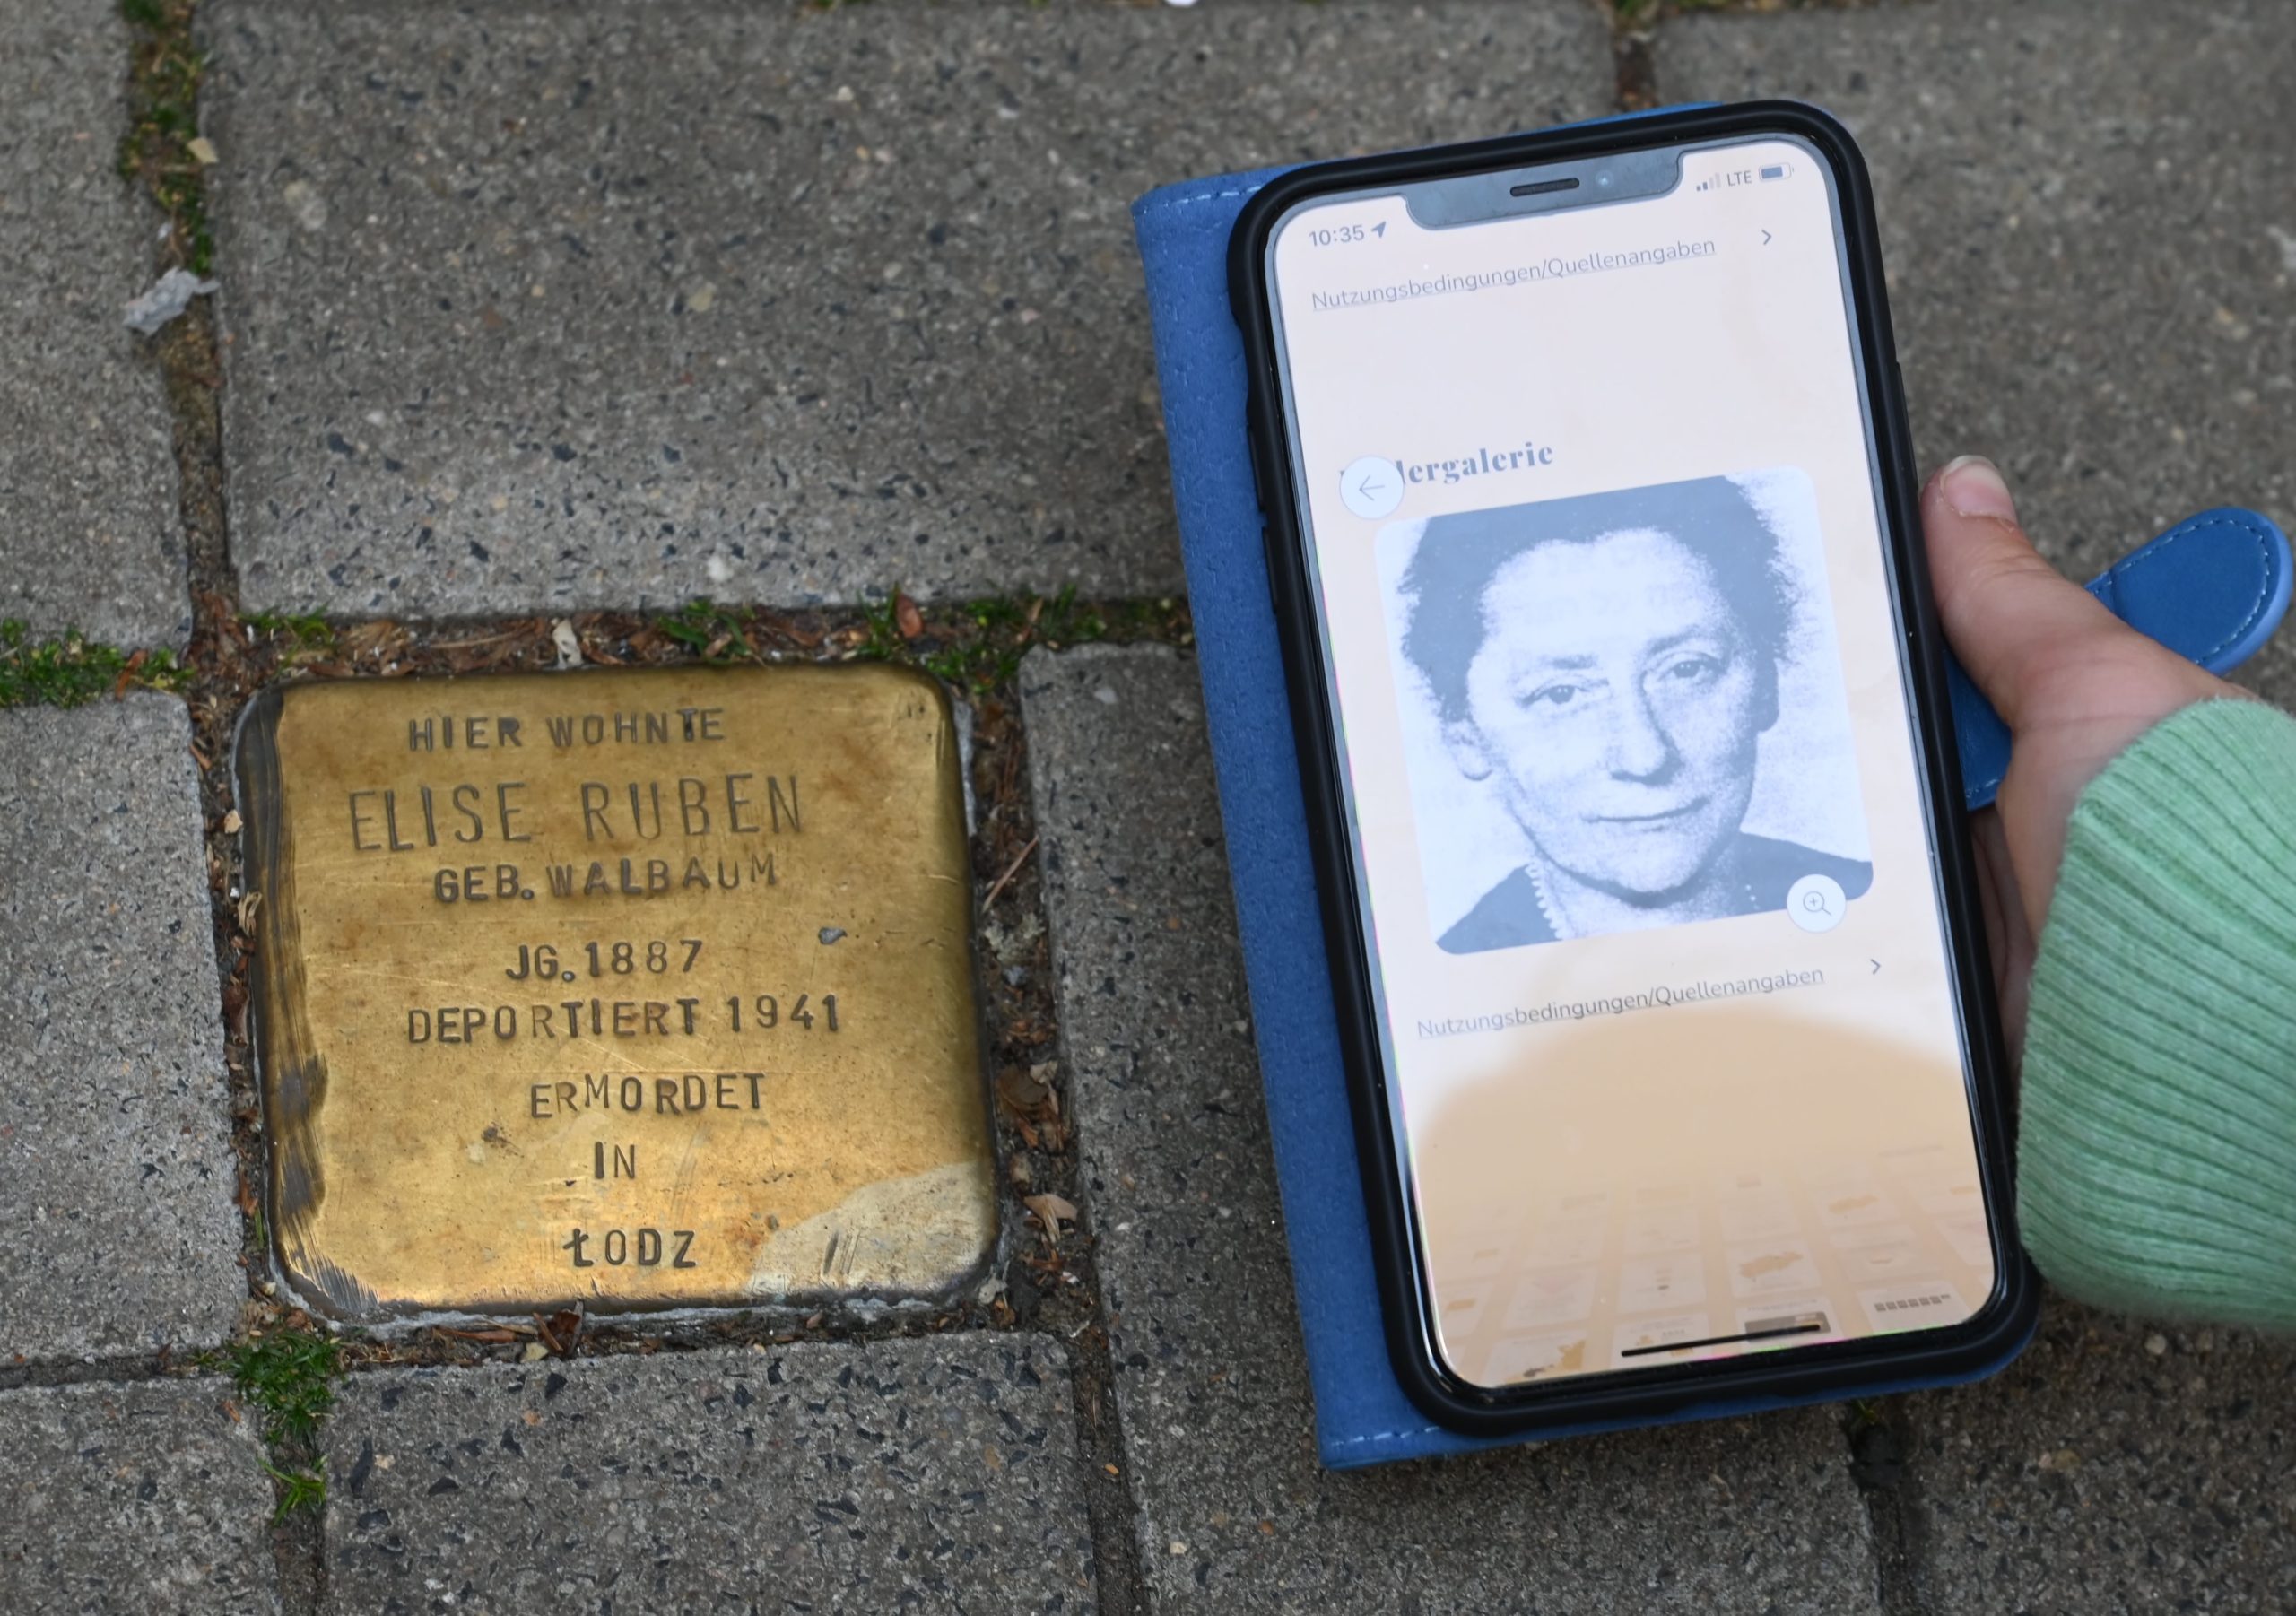 HIER WOHNTE
ELISE RUBEN
GEB. WALBAUM
JG. 1887
DEPORTIERT 1941
ERMORDET
IN
ŁODZ
10:35
LTE
Nutzungsbedingungen/Quellenangaben
lergalerie
Nutzungsbedingungen/Quellenangaben